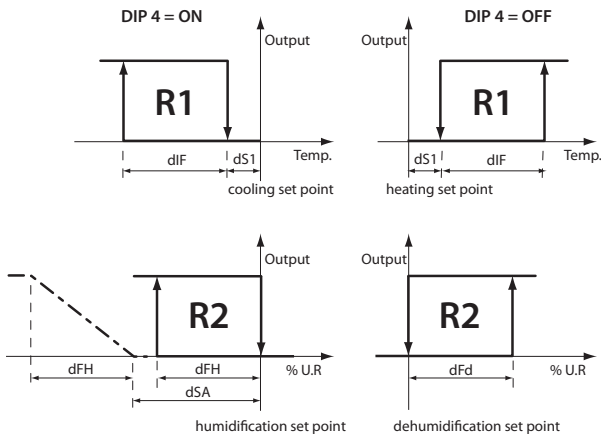 DIP 4 = ON
DIP 4 = OFF
Output
Output
R1
R1
dIF
dS1
Temp.
dS1
dIF
Temp.
cooling set point
heating set point
Output
Output
R2
R2
dFH
dFH
% U.R
dFd
% U.R
dSA
humidification set point
dehumidification set point